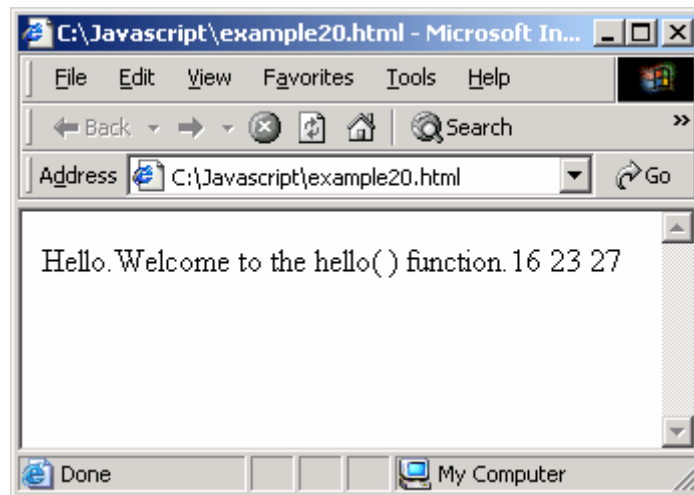 C:\Javascript\example20.html - Microsoft In...
File Edit View Favorites Tools Help
Back Search »
Address C:\Javascript\example20.html Go
Hello.Welcome to the hello( ) function.16 23 27
Done My Computer